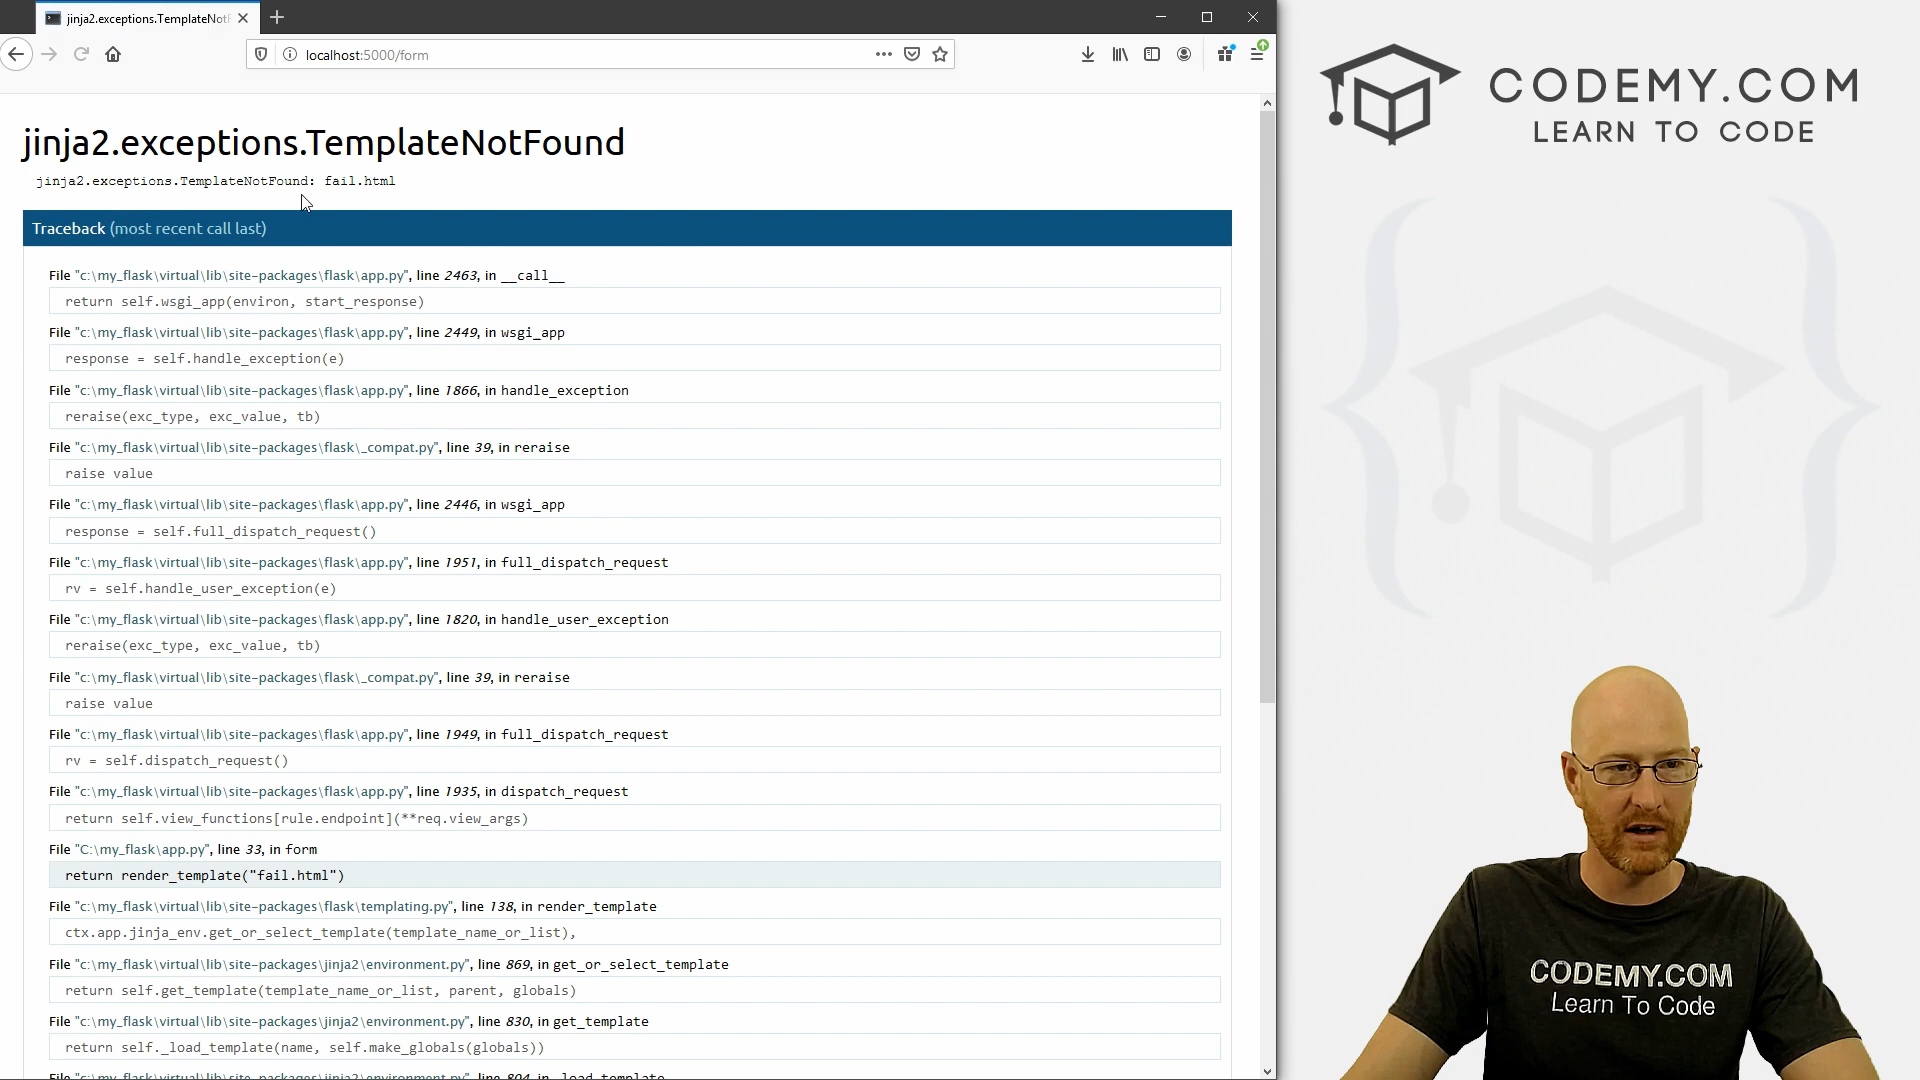 jinja2.exceptions.TemplateNotF
localhost:5000/form
jinja2.exceptions.TemplateNotFound
jinja2.exceptions.TemplateNotFound: fail.html
Traceback (most recent call last)
File "c:\my_flask\virtual\lib\site-packages\flask\app.py", line 2463, in __call__
return self.wsgi_app(environ, start_response)
File "c:\my_flask\virtual\lib\site-packages\flask\app.py", line 2449, in wsgi_app
response = self.handle_exception(e)
File "c:\my_flask\virtual\lib\site-packages\flask\app.py", line 1866, in handle_exception
reraise(exc_type, exc_value, tb)
File "c:\my_flask\virtual\lib\site-packages\flask\_compat.py", line 39, in reraise
raise value
File "c:\my_flask\virtual\lib\site-packages\flask\app.py", line 2446, in wsgi_app
response = self.full_dispatch_request()
File "c:\my_flask\virtual\lib\site-packages\flask\app.py", line 1951, in full_dispatch_request
rv = self.handle_user_exception(e)
File "c:\my_flask\virtual\lib\site-packages\flask\app.py", line 1820, in handle_user_exception
reraise(exc_type, exc_value, tb)
File "c:\my_flask\virtual\lib\site-packages\flask\_compat.py", line 39, in reraise
raise value
File "c:\my_flask\virtual\lib\site-packages\flask\app.py", line 1949, in full_dispatch_request
rv = self.dispatch_request()
File "c:\my_flask\virtual\lib\site-packages\flask\app.py", line 1935, in dispatch_request
return self.view_functions[rule.endpoint](**req.view_args)
File "C:\my_flask\app.py", line 33, in form
return render_template("fail.html")
File "c:\my_flask\virtual\lib\site-packages\flask\templating.py", line 138, in render_template
ctx.app.jinja_env.get_or_select_template(template_name_or_list),
File "c:\my_flask\virtual\lib\site-packages\jinja2\environment.py", line 869, in get_or_select_template
return self.get_template(template_name_or_list, parent, globals)
File "c:\my_flask\virtual\lib\site-packages\jinja2\environment.py", line 830, in get_template
return self._load_template(name, self.make_globals(globals))
File "c:\my_flask\virtual\lib\site-packages\jinja2\environment.py", line 804, in _load_template
CODEMY.COM
LEARN TO CODE
CODEMY.COM
Learn To Code